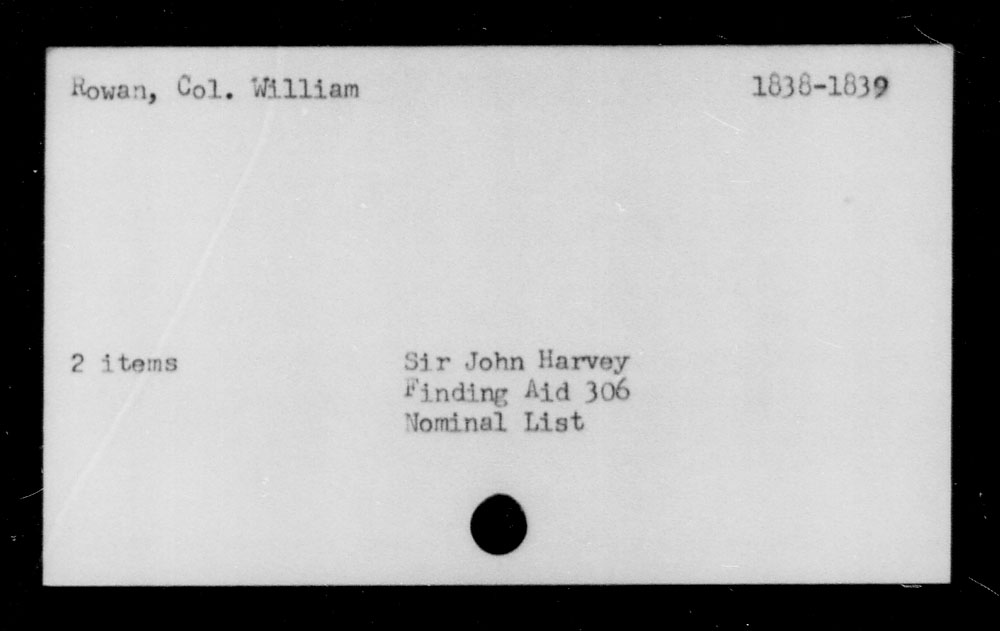 Rowan, Col. William 1838-1839
2 items Sir John Harvey
Finding Aid 306
Nominal List